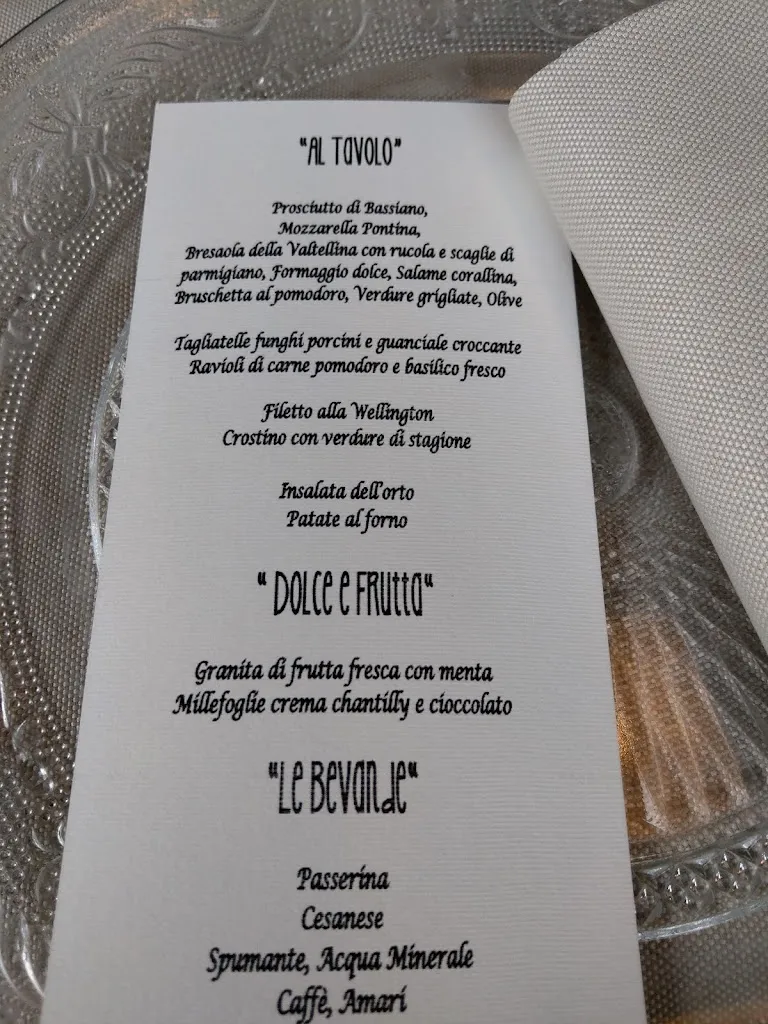 "AL TAVOLO"
Prosciutto di Bassiano,
Mozzarella Pontina,
Bresaola della Valtellina con rucola e scaglie di
parmigiano, Formaggio dolce, Salame corallina,
Bruschetta al pomodoro, Verdure grigliate, Olive
Tagliatelle funghi porcini e guanciale croccante
Ravioli di carne pomodoro e basilico fresco
Filetto alla Wellington
Crostino con verdure di stagione
Insalata dell'orto
Patate al forno
" DOLCE E FRUTTA"
Granita di frutta fresca con menta
Millefoglie crema chantilly e cioccolato
"LE BEVANDE"
Passerina
Cesanese
Spumante, Acqua Minerale
Caffè, Amari